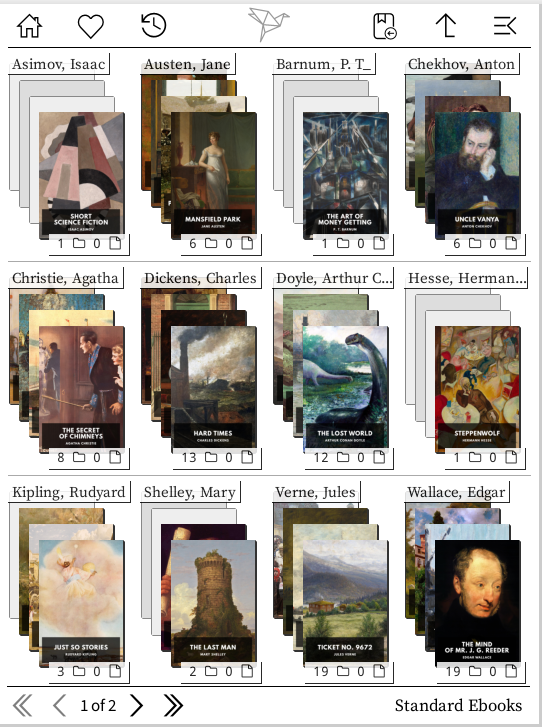 Asimov, Isaac
Austen, Jane
Barnum, P. T_
Chekhov, Anton
SHORT
SCIENCE FICTION
ISAAC ASIMOV
MANSFIELD PARK
JANE AUSTEN
THE ART OF
MONEY GETTING
P. T. BARNUM
UNCLE VANYA
ANTON CHEKHOV
1 0
6 0
1 0
6 0
Christie, Agatha
Dickens, Charles
Doyle, Arthur C...
Hesse, Herman...
THE SECRET
OF CHIMNEYS
AGATHA CHRISTIE
HARD TIMES
CHARLES DICKENS
THE LOST WORLD
ARTHUR CONAN DOYLE
STEPPENWOLF
HERMANN HESSE
8 0
13 0
12 0
1 0
Kipling, Rudyard
Shelley, Mary
Verne, Jules
Wallace, Edgar
JUST SO STORIES
RUDYARD KIPLING
THE LAST MAN
MARY SHELLEY
TICKET NO. 9672
JULES VERNE
THE MIND
OF MR. J. G. REEDER
EDGAR WALLACE
3 0
2 0
19 0
19 0
1 of 2
Standard Ebooks